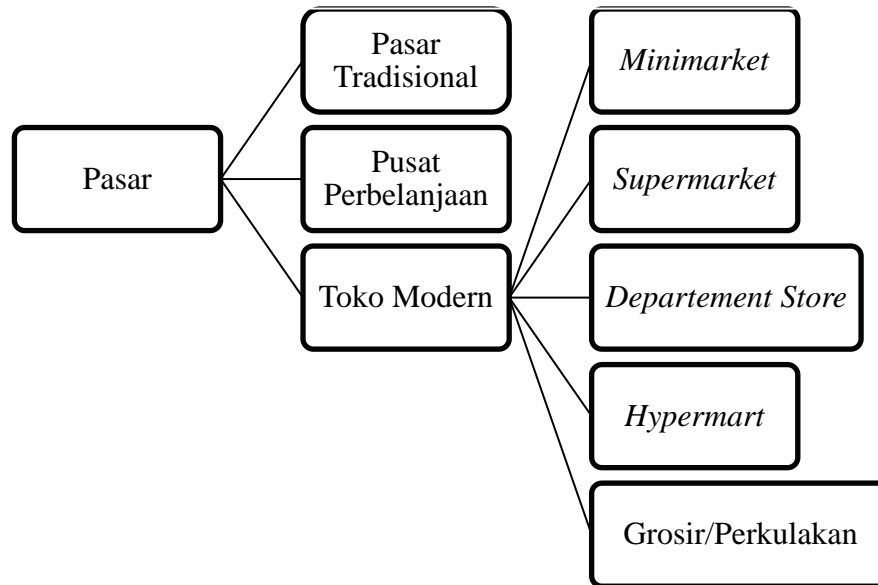 Pasar
Pasar
Tradisional
Pusat
Perbelanjaan
Toko Modern
Minimarket
Supermarket
Departement Store
Hypermart
Grosir/Perkulakan